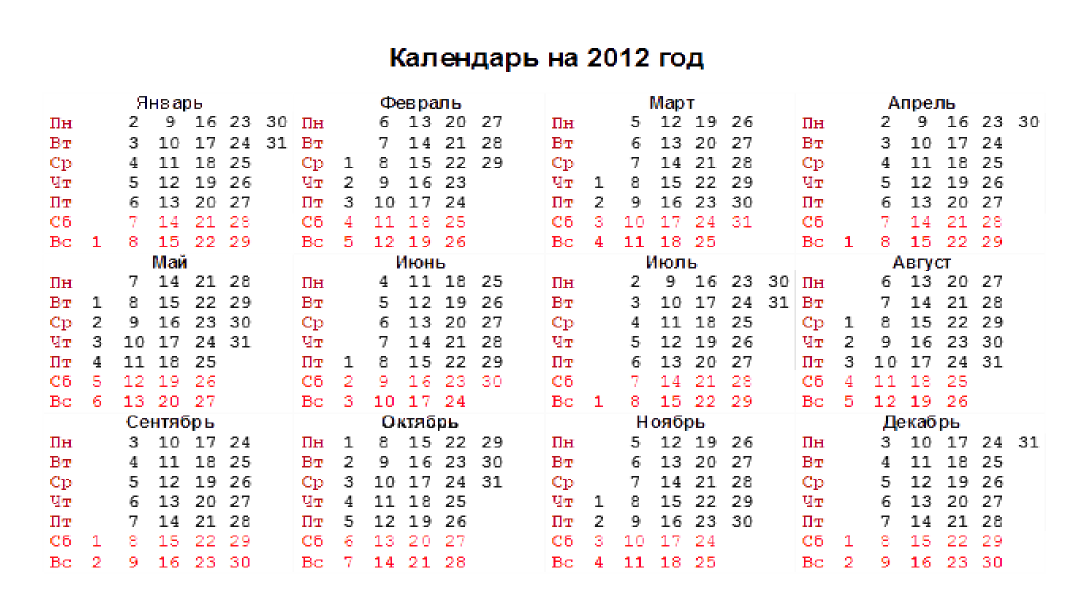 Календарь на 2012 год
Январь Февраль Март Апрель
Пн 2 9 16 23 30 Пн 6 13 20 27 Пн 5 12 19 26 Пн 2 9 16 23 30
Вт 3 10 17 24 31 Вт 7 14 21 28 Вт 6 13 20 27 Вт 3 10 17 24
Ср 4 11 18 25 Ср 1 8 15 22 29 Ср 7 14 21 28 Ср 4 11 18 25
Чт 5 12 19 26 Чт 2 9 16 23 Чт 1 8 15 22 29 Чт 5 12 19 26
Пт 6 13 20 27 Пт 3 10 17 24 Пт 2 9 16 23 30 Пт 6 13 20 27
Сб 7 14 21 28 Сб 4 11 18 25 Сб 3 10 17 24 31 Сб 7 14 21 28
Вс 1 8 15 22 29 Вс 5 12 19 26 Вс 4 11 18 25 Вс 1 8 15 22 29
Май Июнь Июль Август
Пн 7 14 21 28 Пн 4 11 18 25 Пн 2 9 16 23 30 Пн 6 13 20 27
Вт 1 8 15 22 29 Вт 5 12 19 26 Вт 3 10 17 24 31 Вт 7 14 21 28
Ср 2 9 16 23 30 Ср 6 13 20 27 Ср 4 11 18 25 Ср 1 8 15 22 29
Чт 3 10 17 24 31 Чт 7 14 21 28 Чт 5 12 19 26 Чт 2 9 16 23 30
Пт 4 11 18 25 Пт 1 8 15 22 29 Пт 6 13 20 27 Пт 3 10 17 24 31
Сб 5 12 19 26 Сб 2 9 16 23 30 Сб 7 14 21 28 Сб 4 11 18 25
Вс 6 13 20 27 Вс 3 10 17 24 Вс 1 8 15 22 29 Вс 5 12 19 26
Сентябрь Октябрь Ноябрь Декабрь
Пн 3 10 17 24 Пн 1 8 15 22 29 Пн 5 12 19 26 Пн 3 10 17 24 31
Вт 4 11 18 25 Вт 2 9 16 23 30 Вт 6 13 20 27 Вт 4 11 18 25
Ср 5 12 19 26 Ср 3 10 17 24 31 Ср 7 14 21 28 Ср 5 12 19 26
Чт 6 13 20 27 Чт 4 11 18 25 Чт 1 8 15 22 29 Чт 6 13 20 27
Пт 7 14 21 28 Пт 5 12 19 26 Пт 2 9 16 23 30 Пт 7 14 21 28
Сб 1 8 15 22 29 Сб 6 13 20 27 Сб 3 10 17 24 Сб 1 8 15 22 29
Вс 2 9 16 23 30 Вс 7 14 21 28 Вс 4 11 18 25 Вс 2 9 16 23 30